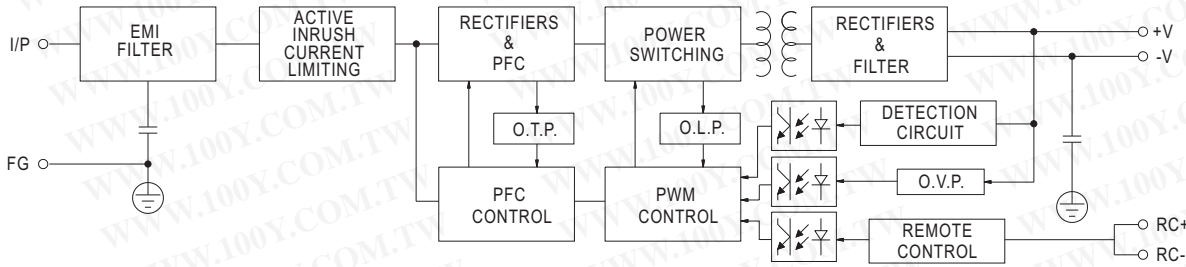 I/P
EMI
FILTER
ACTIVE
INRUSH
CURRENT
LIMITING
RECTIFIERS
&
PFC
POWER
SWITCHING
RECTIFIERS
&
FILTER
+V
-V
O.T.P.
O.L.P.
DETECTION
CIRCUIT
FG
PFC
CONTROL
PWM
CONTROL
O.V.P.
REMOTE
CONTROL
RC+
RC-
WWW.100Y.COM.TW